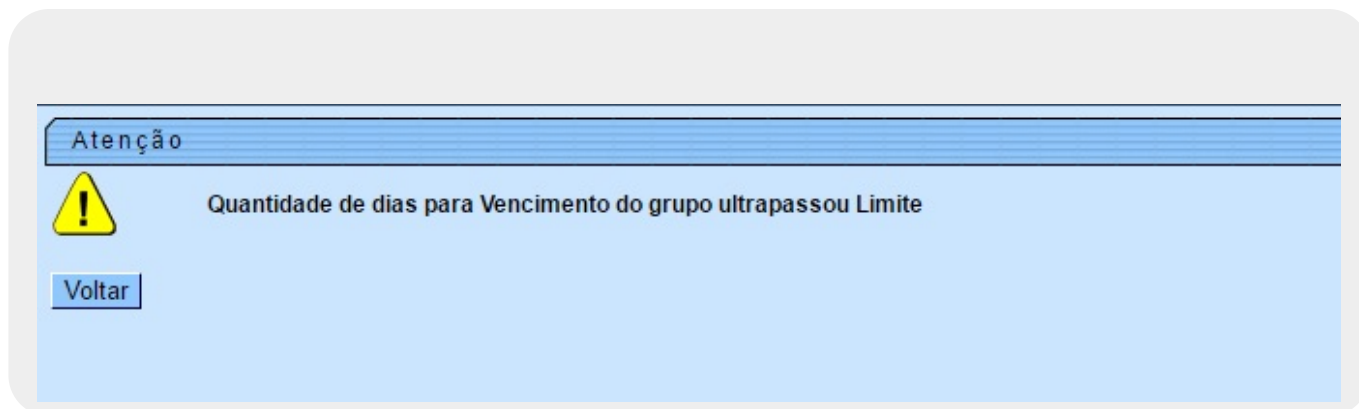 Atenção
Quantidade de dias para Vencimento do grupo ultrapassou Limite
Voltar